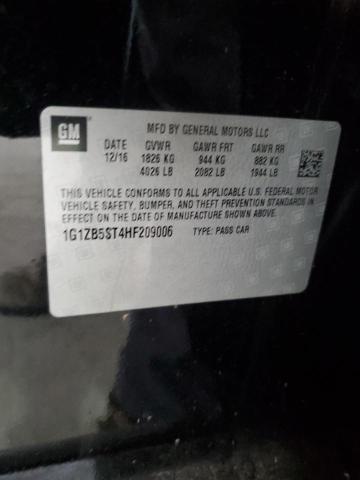 GM
MFD BY GENERAL MOTORS LLC
DATE GVWR GAWR FRT GAWR RR
12/16 1826 KG 944 KG 882 KG
4026 LB 2082 LB 1944 LB
THIS VEHICLE CONFORMS TO ALL APPLICABLE U.S. FEDERAL MOTOR
VEHICLE SAFETY, BUMPER, AND THEFT PREVENTION STANDARDS IN
EFFECT ON THE DATE OF MANUFACTURE SHOWN ABOVE.
1G1ZB5ST4HF209006 TYPE: PASS CAR